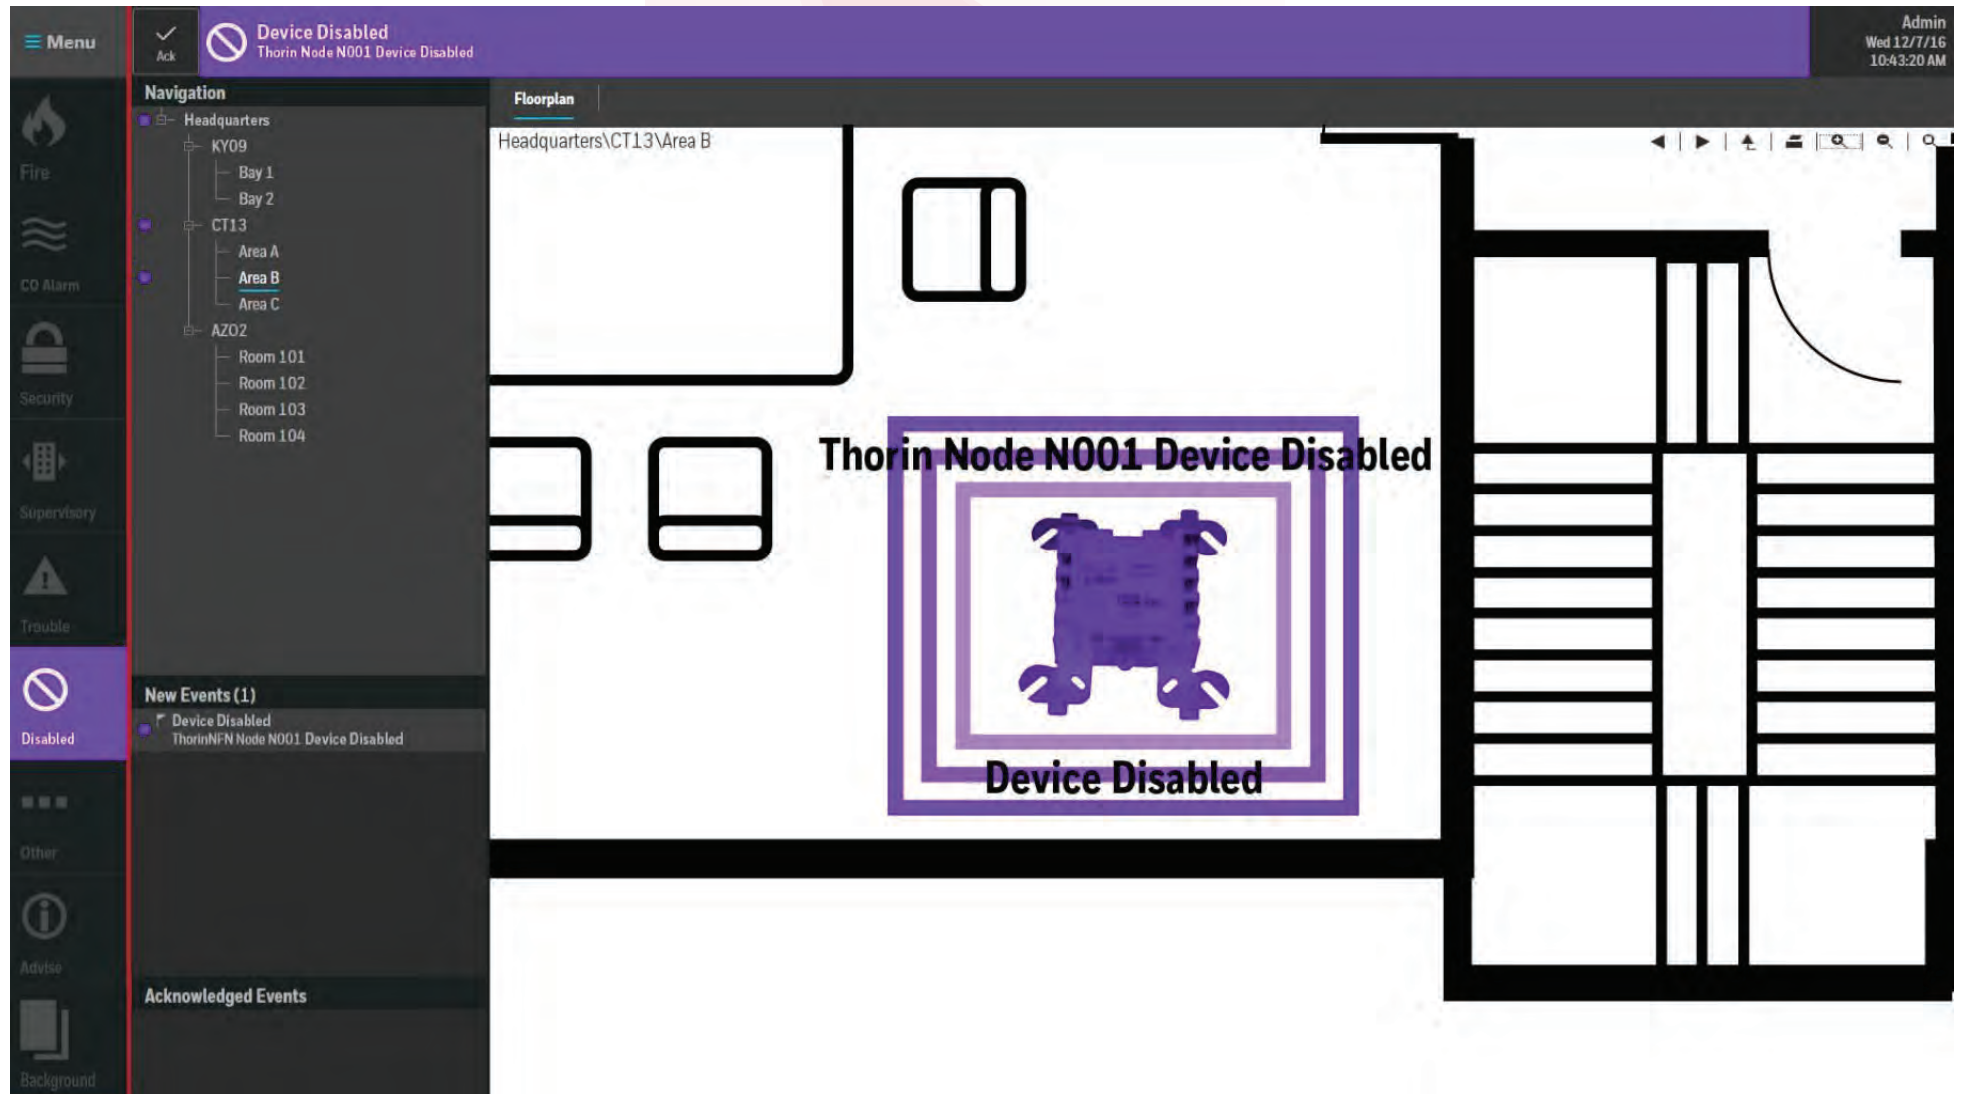 Menu
Ack
Device Disabled
Thorin Node N001 Device Disabled
Admin
Wed 12/7/16
10:43:20 AM
Fire
CO Alarm
Security
Supervisory
Trouble
Disabled
Other
Advise
Background
Navigation
Headquarters
KY09
Bay 1
Bay 2
CT13
Area A
Area B
Area C
AZ02
Room 101
Room 102
Room 103
Room 104
New Events (1)
Device Disabled
ThorinNFN Node N001 Device Disabled
Acknowledged Events
Floorplan
Headquarters\CT13\Area B
Thorin Node N001 Device Disabled
Device Disabled